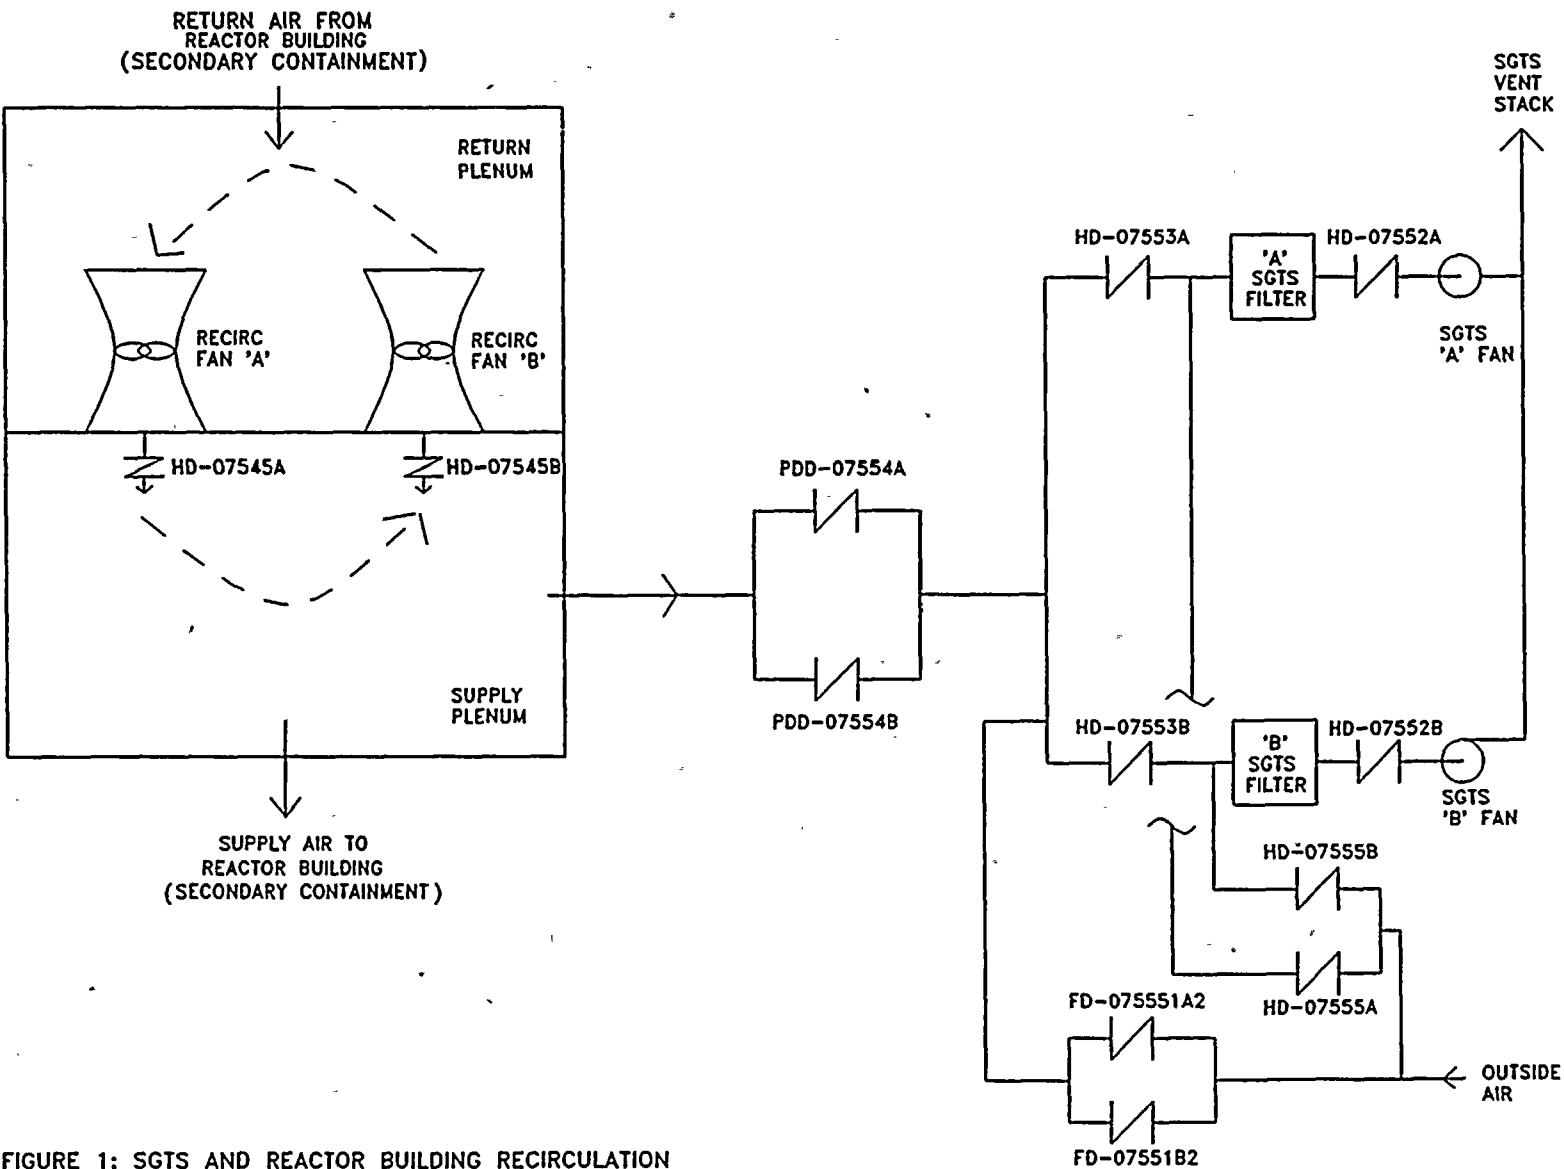 RETURN AIR FROM
REACTOR BUILDING
(SECONDARY CONTAINMENT)
RETURN
PLENUM
RECIRC
FAN 'A'
RECIRC
FAN 'B'
HD-07545A
HD-07545B
SUPPLY
PLENUM
SUPPLY AIR TO
REACTOR BUILDING
(SECONDARY CONTAINMENT)
PDD-07554A
PDD-07554B
SGTS
VENT
STACK
HD-07553A
'A'
SGTS
FILTER
HD-07552A
SGTS
'A' FAN
HD-07553B
'B'
SGTS
FILTER
HD-07552B
SGTS
'B' FAN
HD-07555B
HD-07555A
FD-075551A2
FD-07551B2
OUTSIDE
AIR
FIGURE 1: SGTS AND REACTOR BUILDING RECIRCULATION